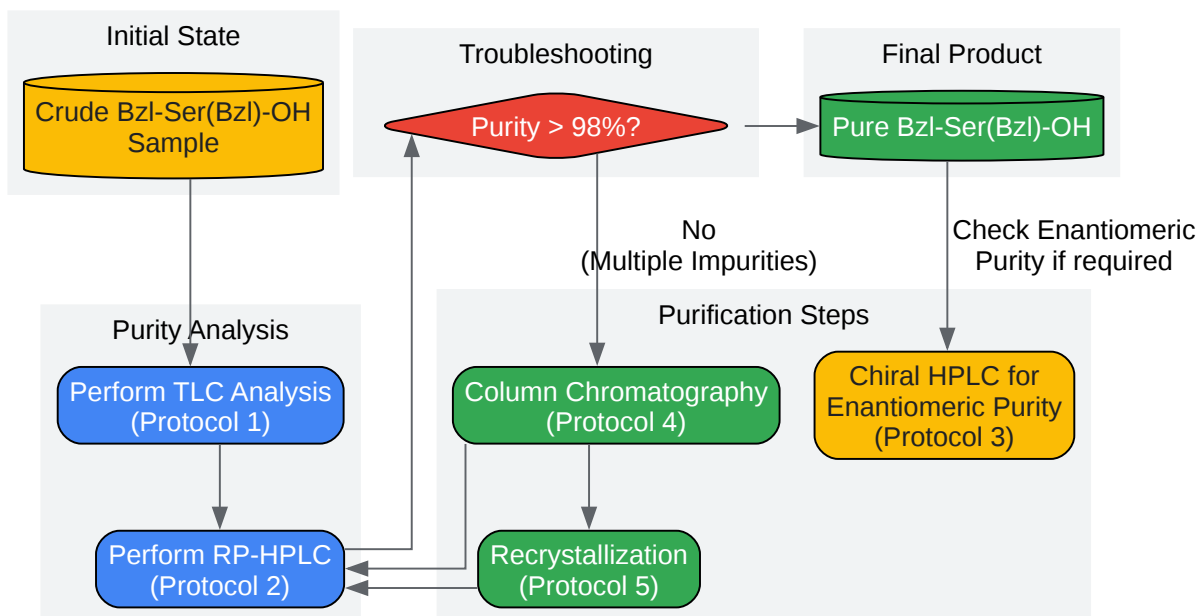 Initial State
Crude Bzl-Ser(Bzl)-OH
Sample
Troubleshooting
Purity > 98%?
Final Product
Pure Bzl-Ser(Bzl)-OH
No
(Multiple Impurities)
Check Enantiomeric
Purity if required
Purity Analysis
Perform TLC Analysis
(Protocol 1)
Perform RP-HPLC
(Protocol 2)
Purification Steps
Column Chromatography
(Protocol 4)
Recrystallization
(Protocol 5)
Chiral HPLC for
Enantiomeric Purity
(Protocol 3)